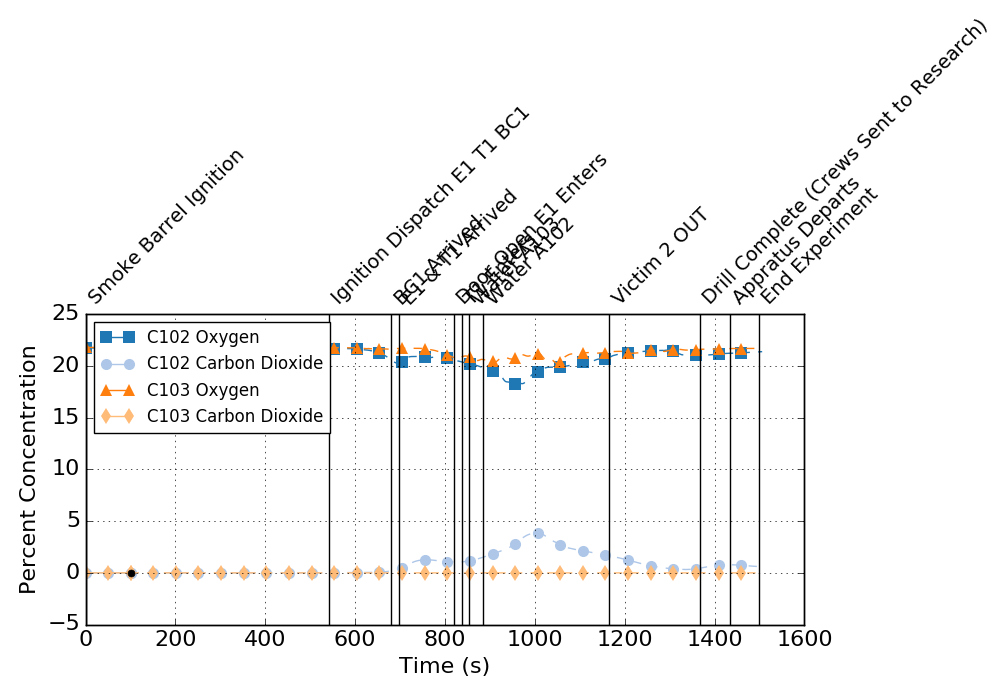 Smoke Barrel Ignition
Ignition Dispatch E1 T1 BC1
BC1 Arrived
E1 & T1 Arrived
Door Open E1 Enters
Water A103
Water A102
Victim 2 OUT
Drill Complete (Crews Sent to Research)
Appratus Departs
End Experiment
25
20
15
10
5
0
−5
C102 Oxygen
C102 Carbon Dioxide
C103 Oxygen
C103 Carbon Dioxide
Percent Concentration
0 200 400 600 800 1000 1200 1400 1600
Time (s)